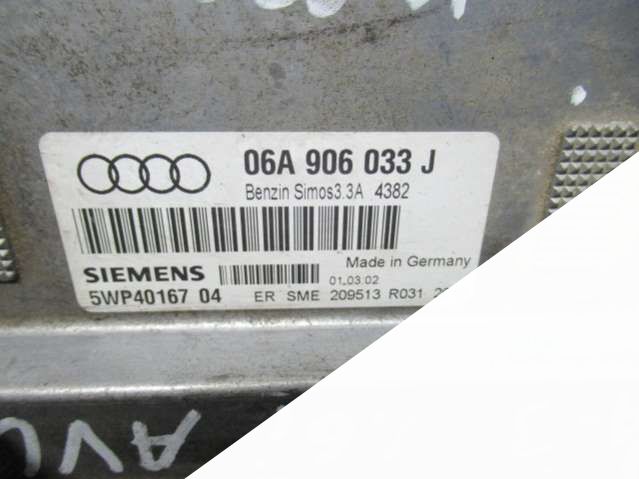 06A 906 033 J
Benzin Simos3.3A 4382
Made in Germany
SIEMENS 01.03.02
5WP40167 04 ER SME 209513 R031